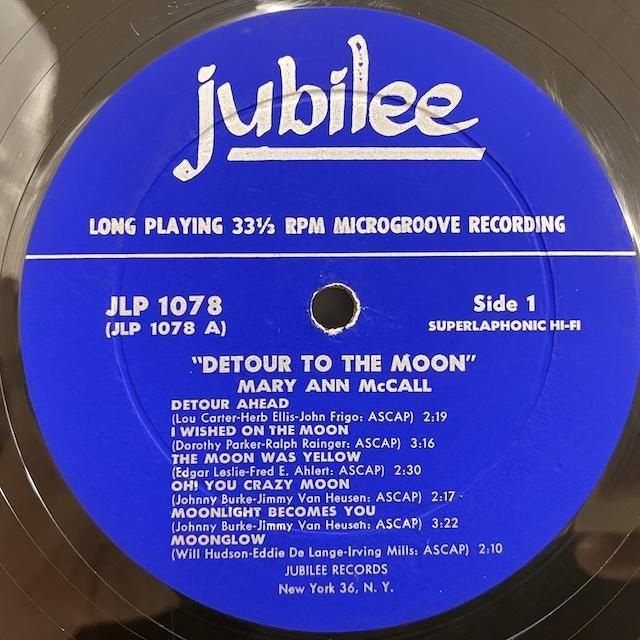 jubilee
LONG PLAYING 33⅓ RPM MICROGROOVE RECORDING
JLP 1078
(JLP 1078 A)
Side 1
SUPERLAPHONIC HI-FI
"DETOUR TO THE MOON"
MARY ANN McCALL
DETOUR AHEAD
(Lou Carter-Herb Ellis-John Frigo: ASCAP) 2:19
I WISHED ON THE MOON
(Dorothy Parker-Ralph Rainger: ASCAP) 3:16
THE MOON WAS YELLOW
(Edgar Leslie-Fred E. Ahlert: ASCAP) 2:30
OH! YOU CRAZY MOON
(Johnny Burke-Jimmy Van Heusen: ASCAP) 2:17
MOONLIGHT BECOMES YOU
(Johnny Burke-Jimmy Van Heusen: ASCAP) 3:22
MOONGLOW
(Will Hudson-Eddie De Lange-Irving Mills: ASCAP) 2:10
JUBILEE RECORDS
New York 36, N. Y.